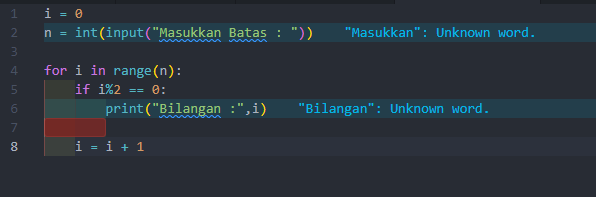 1 i = 0
2 n = int(input("Masukkan Batas : ")) "Masukkan": Unknown word.
3
4 for i in range(n):
5 if i%2 == 0:
6 print("Bilangan :",i) "Bilangan": Unknown word.
7
8 i = i + 1